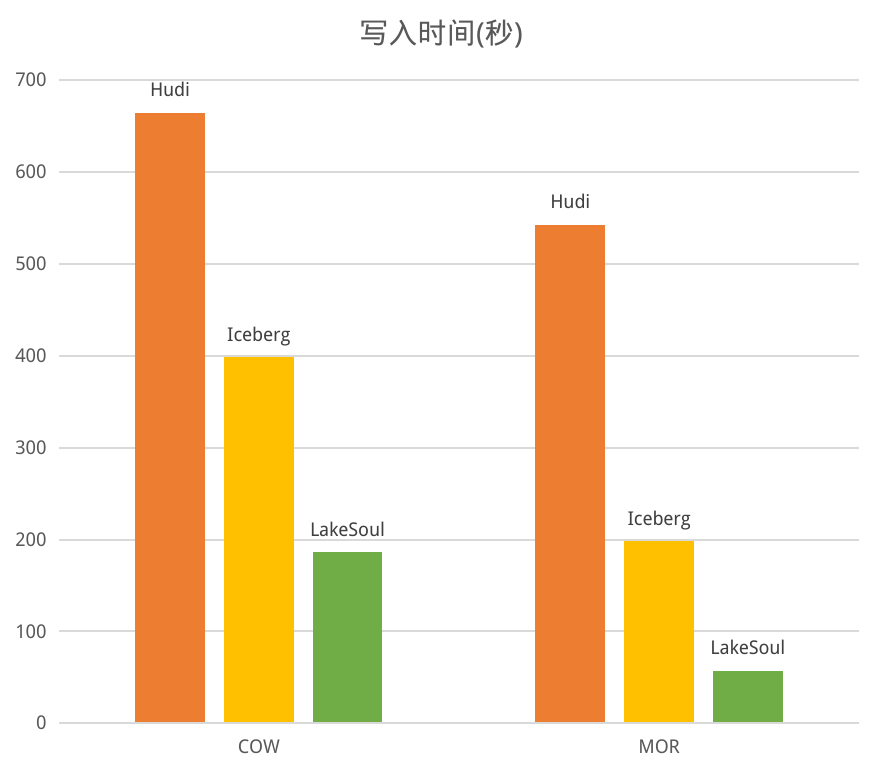 写入时间(秒)
700
Hudi
600
Hudi
500
Iceberg
400
300
Iceberg
LakeSoul
200
100
LakeSoul
0
COW MOR